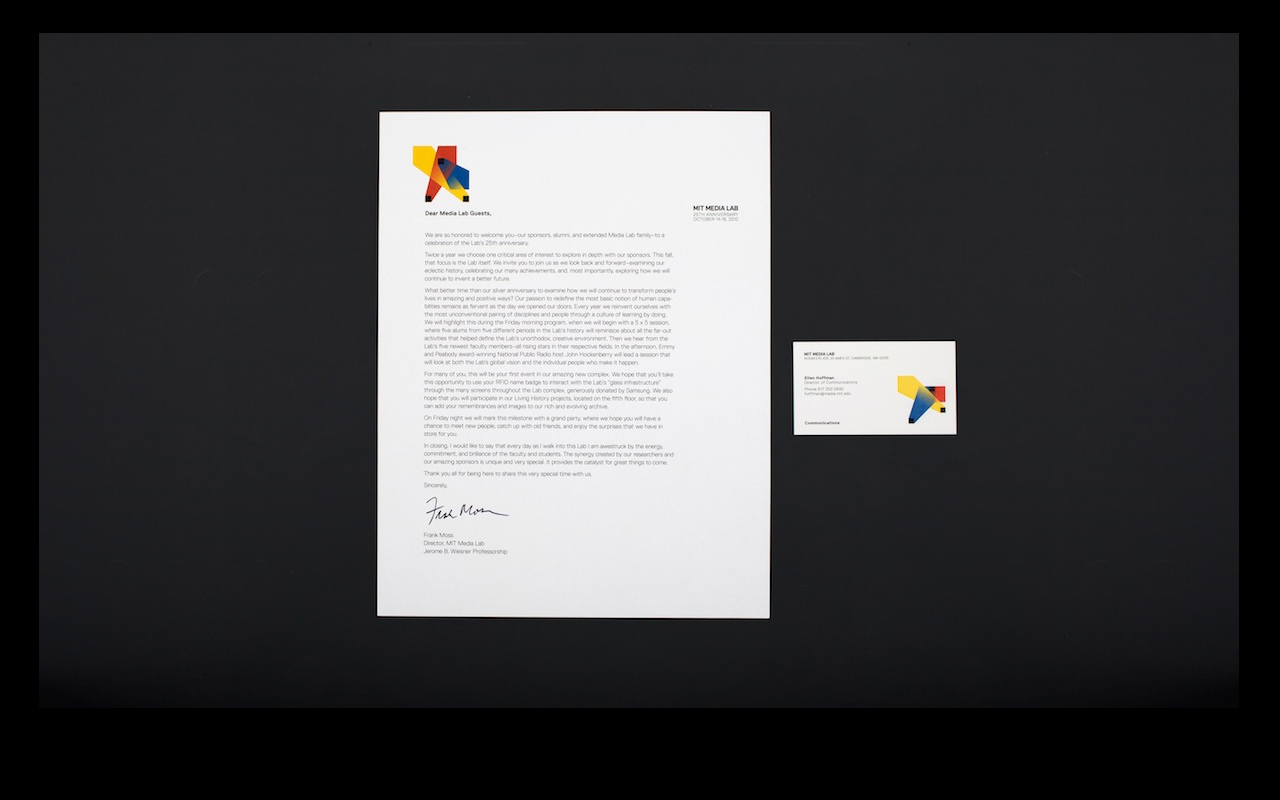 Dear Media Lab Guests,
MIT MEDIA LAB
25TH ANNIVERSARY
OCTOBER 14-16, 2010
We are so honored to welcome you—our sponsors, alumni, and extended Media Lab family—to a
celebration of the Lab's 25th anniversary.
Twice a year we choose one critical area of interest to explore in depth with our sponsors. This fall,
that focus is the Lab itself. We invite you to join us as we look back and forward—examining our
eclectic history, celebrating our many achievements, and, most importantly, exploring how we will
continue to invent a better future.
What better time than our silver anniversary to examine how we will continue to transform people's
lives in amazing and positive ways? Our passion to redefine the most basic notion of human capa-
bilities remains as fervent as the day we opened our doors. Every year we reinvent ourselves with
the most unconventional pairing of disciplines and people through a culture of learning by doing.
We will highlight this during the Friday morning program, when we will begin with a 5 x 5 session,
where five alums from five different periods in the Lab's history will reminisce about all the far-out
activities that helped define the Lab's unorthodox, creative environment. Then we hear from the
Lab's five newest faculty members—all rising stars in their respective fields. In the afternoon, Emmy
and Peabody award-winning National Public Radio host John Hockenberry will lead a session that
will look at both the Lab's global vision and the individual people who make it happen.
For many of you, this will be your first event in our amazing new complex. We hope that you'll take
this opportunity to use your RFID name badge to interact with the Lab's "glass infrastructure"
through the many screens throughout the Lab complex, generously donated by Samsung. We also
hope that you will participate in our Living History projects, located on the fifth floor, so that you
can add your remembrances and images to our rich and evolving archive.
On Friday night we will mark this milestone with a grand party, where we hope you will have a
chance to meet new people, catch up with old friends, and enjoy the surprises that we have in
store for you.
In closing, I would like to say that every day as I walk into this Lab I am awestruck by the energy,
commitment, and brilliance of the faculty and students. The synergy created by our researchers and
our amazing sponsors is unique and very special. It provides the catalyst for great things to come.
Thank you all for being here to share this very special time with us.
Sincerely,
Frank Moss
Frank Moss
Director, MIT Media Lab
Jerome B. Wiesner Professorship
MIT MEDIA LAB
Ellen Hoffman
Director of Communications
Phone 617 253
Communications